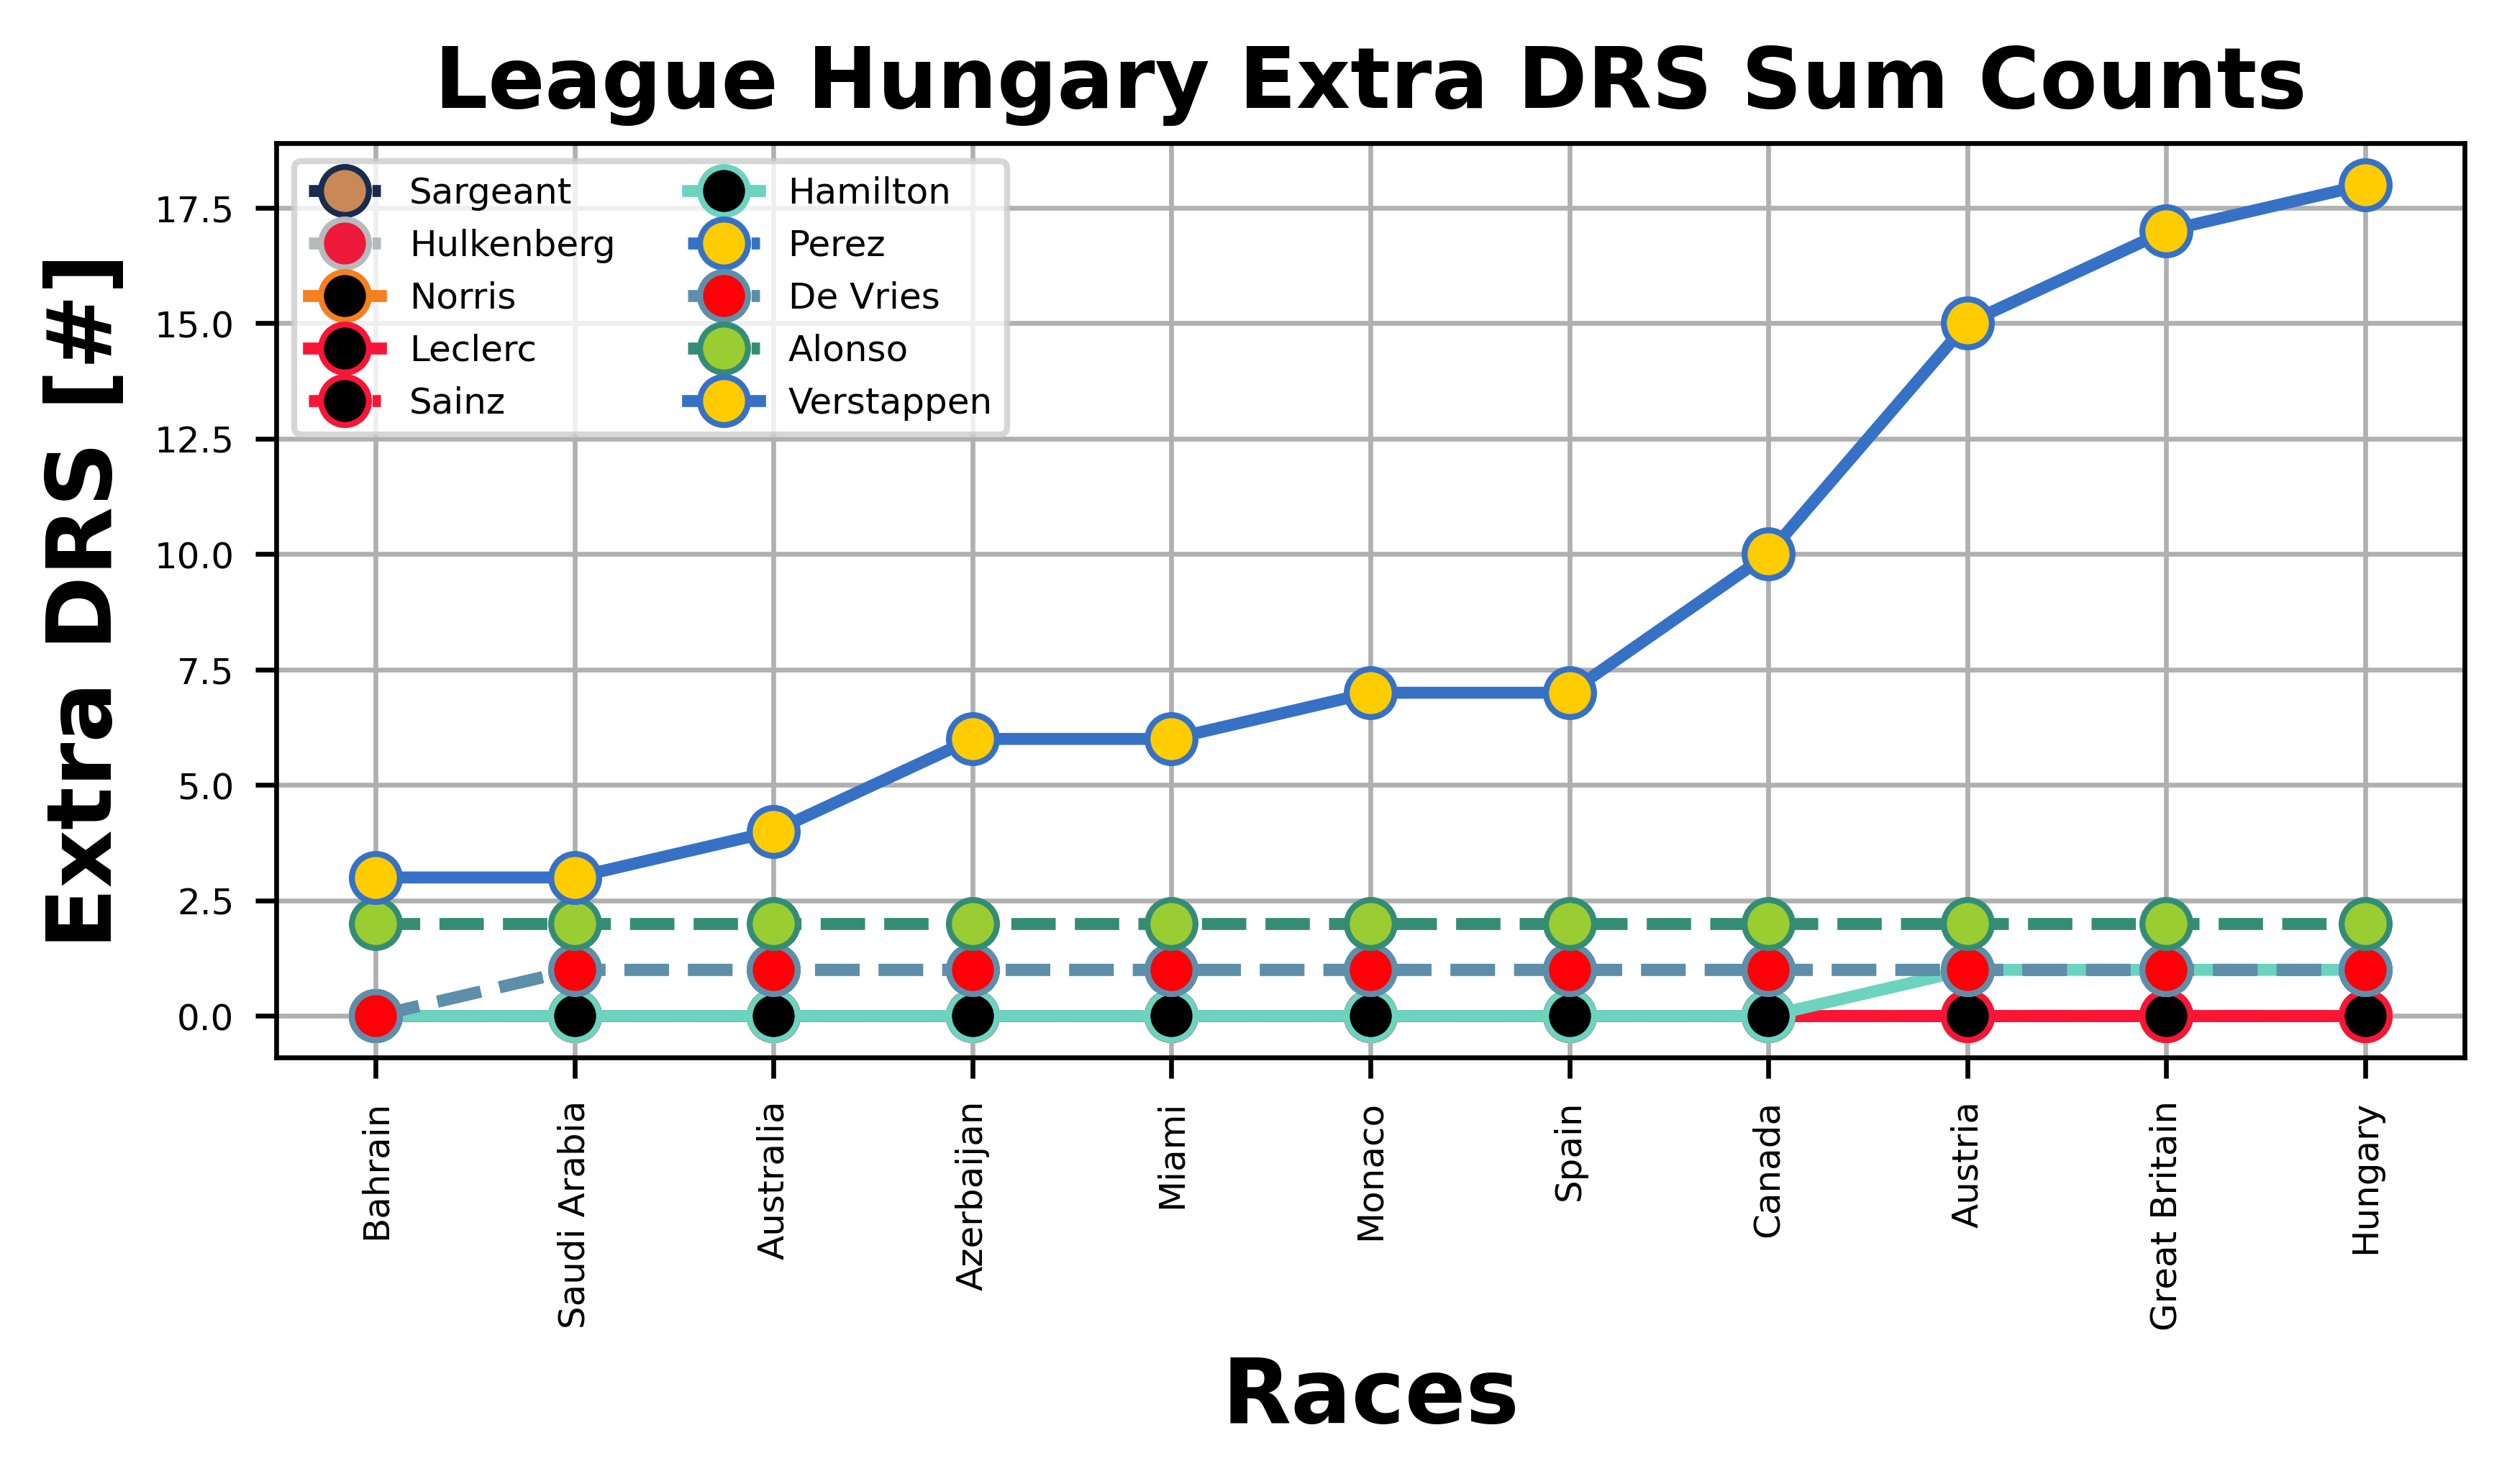 League Hungary Extra DRS Sum Counts
Sargeant
Hulkenberg
Norris
Leclerc
Sainz
Hamilton
Perez
De Vries
Alonso
Verstappen
Extra DRS [#]
17.5
15.0
12.5
10.0
7.5
5.0
2.5
0.0
Bahrain
Saudi Arabia
Australia
Azerbaijan
Miami
Monaco
Spain
Canada
Austria
Great Britain
Hungary
Races